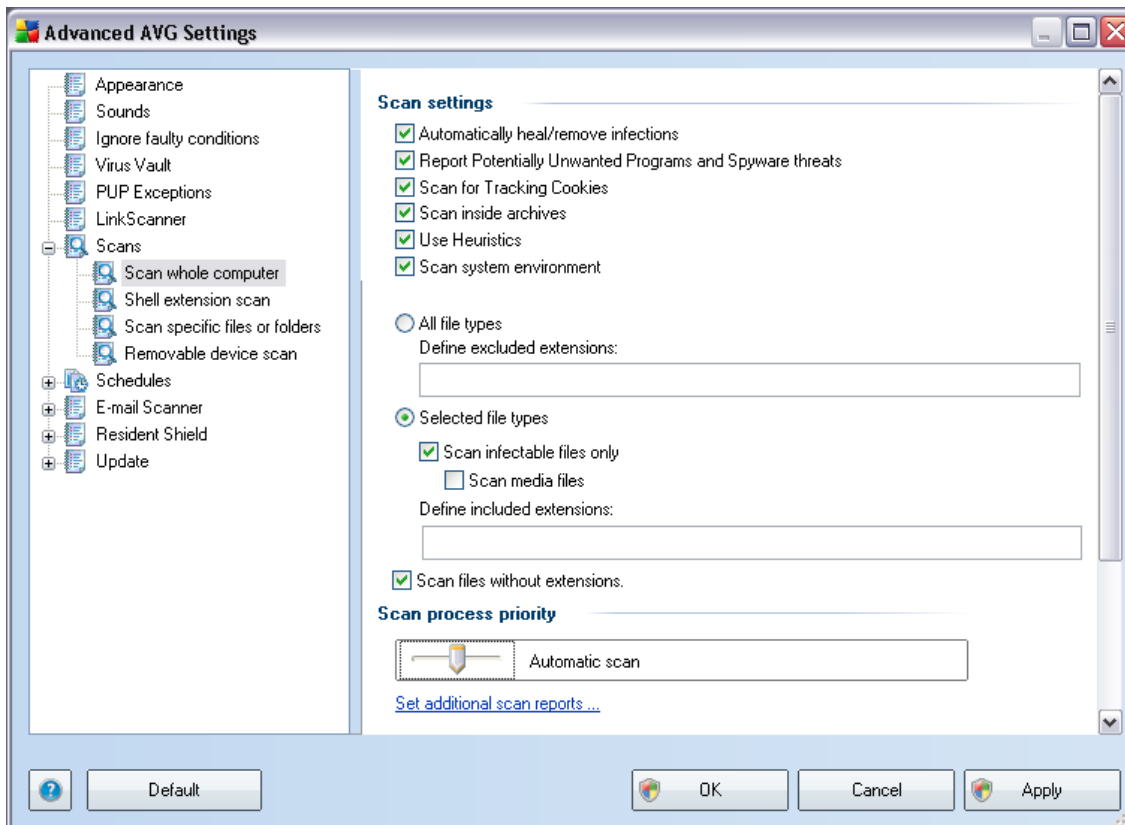 Advanced AVG Settings
Appearance
Sounds
Ignore faulty conditions
Virus Vault
PUP Exceptions
LinkScanner
Scans
Scan whole computer
Shell extension scan
Scan specific files or folders
Removable device scan
Schedules
E-mail Scanner
Resident Shield
Update
Scan settings
Automatically heal/remove infections
Report Potentially Unwanted Programs and Spyware threats
Scan for Tracking Cookies
Scan inside archives
Use Heuristics
Scan system environment
All file types
Define excluded extensions:
Selected file types
Scan infectable files only
Scan media files
Define included extensions:
Scan files without extensions.
Scan process priority
Automatic scan
Set additional scan reports ...
? Default OK Cancel Apply